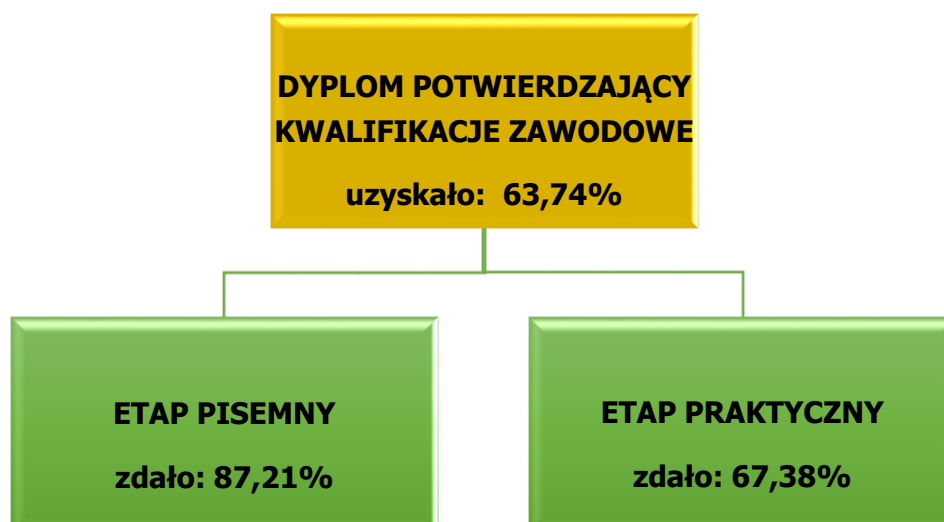 DYPLOM POTWIERDZAJĄCY
KWALIFIKACJE ZAWODOWE
uzyskało: 63,74%
ETAP PISEMNY
zdało: 87,21%
ETAP PRAKTYCZNY
zdało: 67,38%